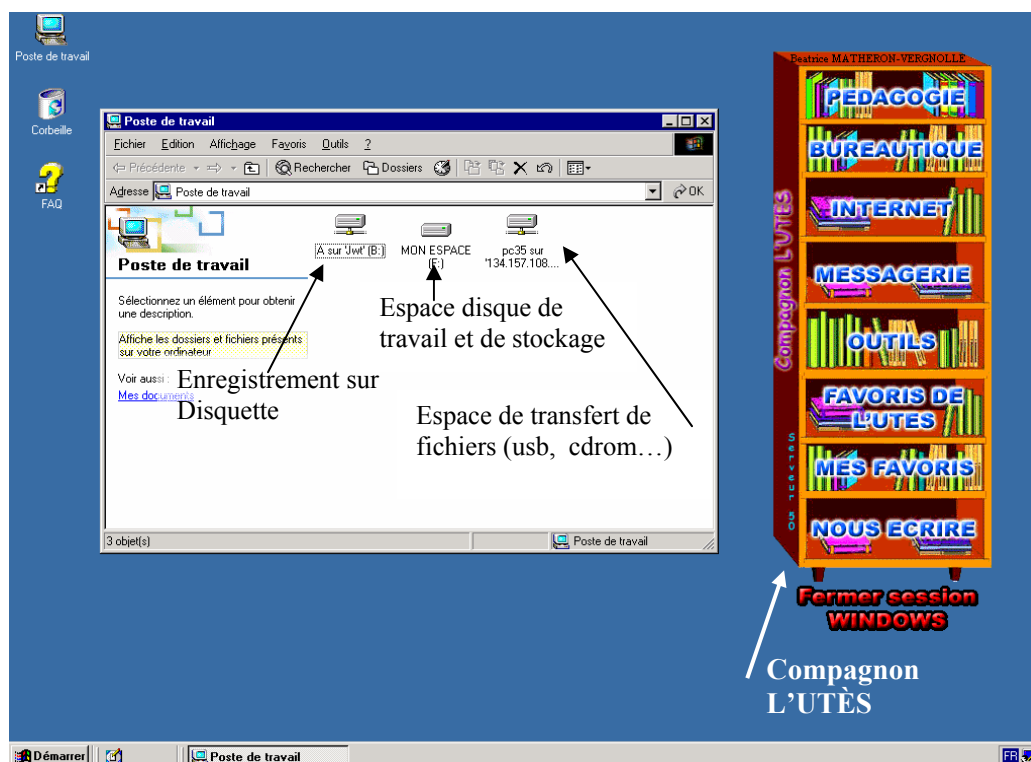 Poste de travail
Corbeille
FAQ
Poste de travail
Fichier Edition Affichage Favoris Outils ?
Précédente Rechercher Dossiers
Adresse Poste de travail OK
Poste de travail
Sélectionnez un élément pour obtenir
une description.
Affiche les dossiers et fichiers présents
sur votre ordinateur
Voir aussi :
Mes documents
A sur 'Jwt' (B:)
MON ESPACE
(F:)
pc35 sur
'134.157.108....
Espace disque de
travail et de stockage
Enregistrement sur
Disquette
Espace de transfert de
fichiers (usb, cdrom…)
3 objet(s) Poste de travail
Beatrice MATHERON-VERGNOLLE
PEDAGOGIE
BUREAUTIQUE
INTERNET
MESSAGERIE
OUTILS
FAVORIS DE
L'UTES
MES FAVORIS
NOUS ECRIRE
Compagnon L'UTES
Serveur 50
Fermer session
WINDOWS
Compagnon
L'UTÈS
Démarrer Poste de travail FR